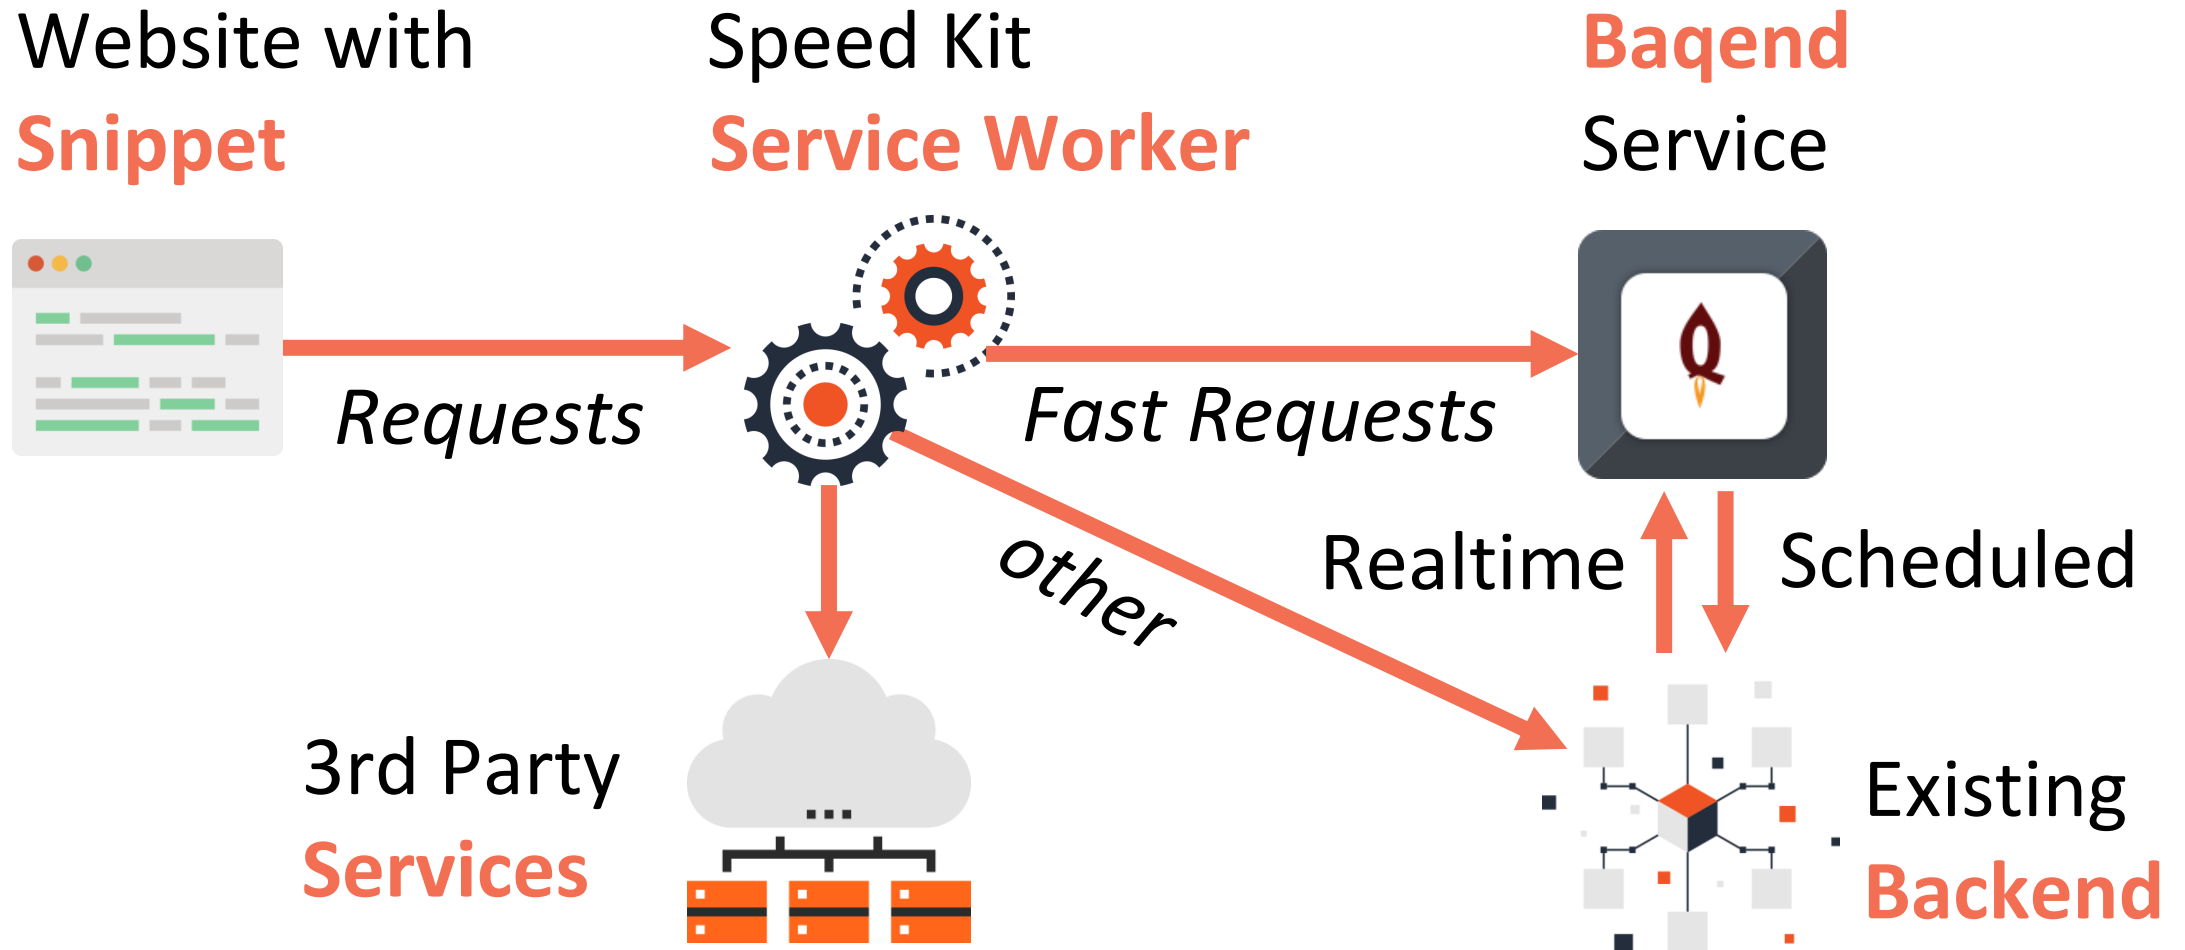 Website with
Snippet
Speed Kit
Service Worker
Baqend
Service
Requests
Fast Requests
other
Realtime
Scheduled
3rd Party
Services
Existing
Backend